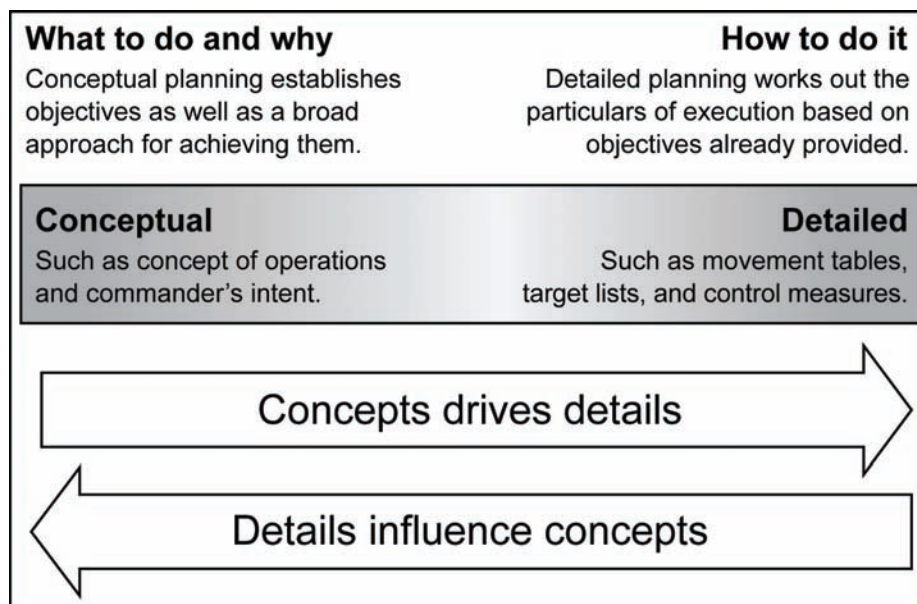 What to do and why
Conceptual planning establishes
objectives as well as a broad
approach for achieving them.
How to do it
Detailed planning works out the
particulars of execution based on
objectives already provided.
Conceptual
Such as concept of operations
and commander's intent.
Detailed
Such as movement tables,
target lists, and control measures.
Concepts drives details
Details influence concepts